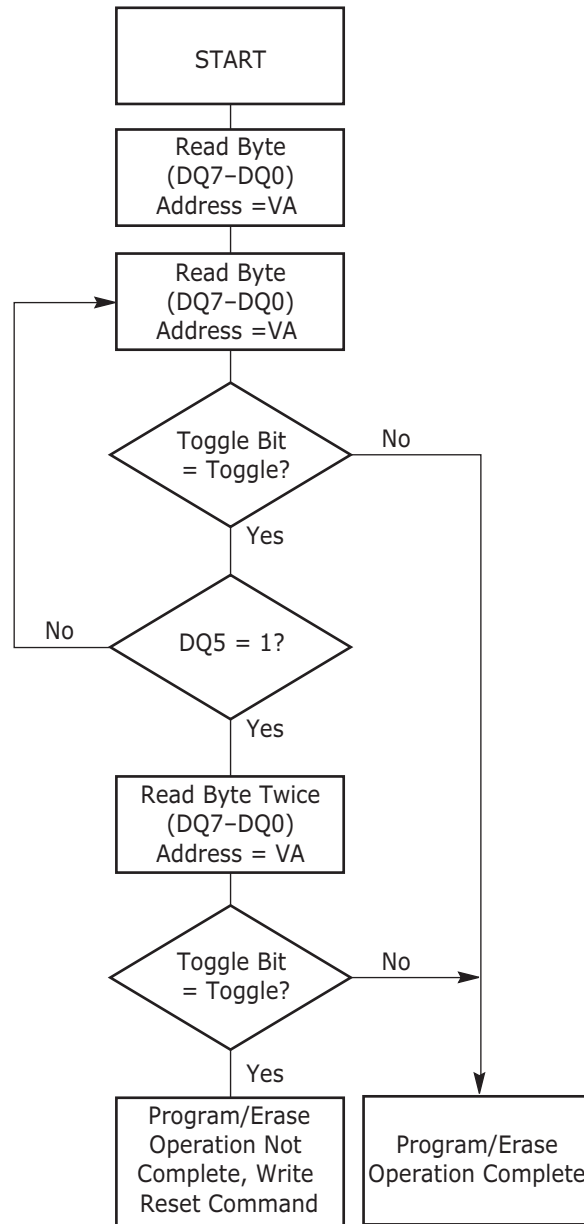 START
Read Byte
(DQ7–DQ0)
Address =VA
Read Byte
(DQ7–DQ0)
Address =VA
Toggle Bit
= Toggle?
No
Yes
No
DQ5 = 1?
Yes
Read Byte Twice
(DQ7–DQ0)
Address = VA
Toggle Bit
= Toggle?
No
Yes
Program/Erase
Operation Not
Complete, Write
Reset Command
Program/Erase
Operation Complete